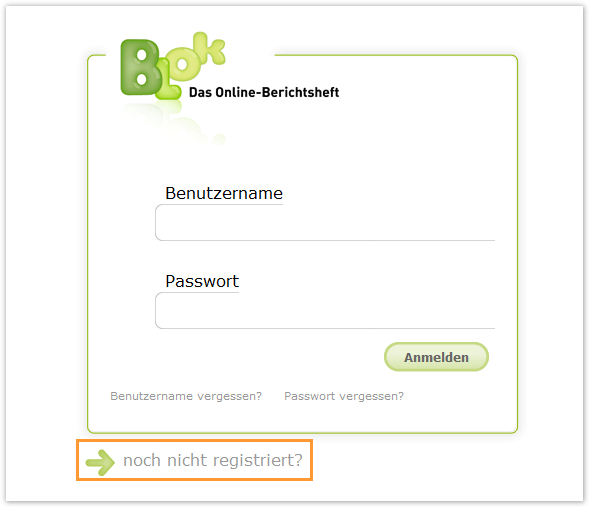 BLok
Das Online-Berichtsheft
Benutzername
Passwort
Anmelden
Benutzername vergessen? Passwort vergessen?
noch nicht registriert?